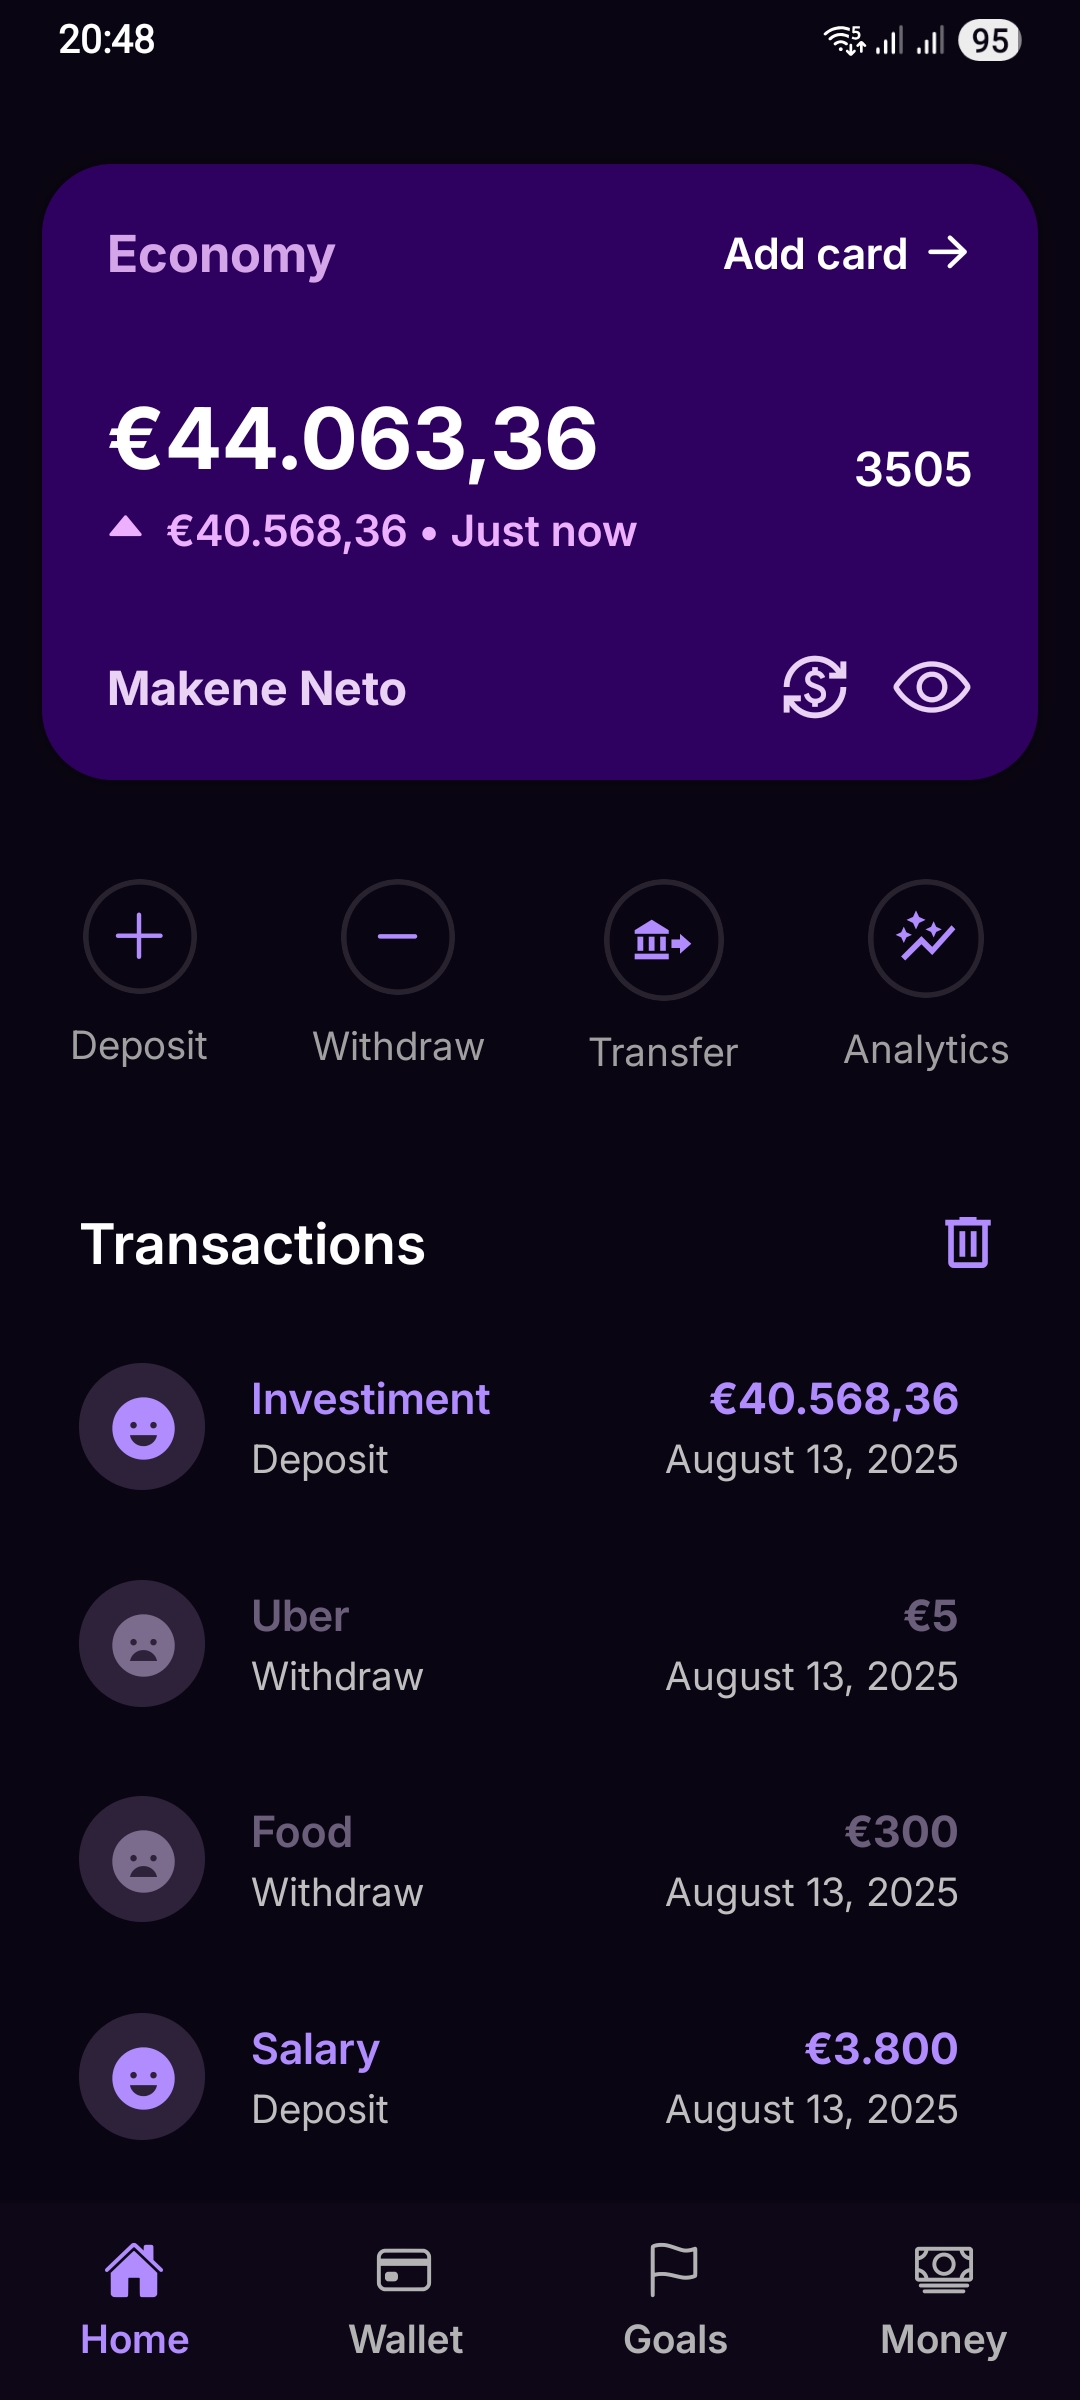 20:48
5
95
Economy
Add card
€44.063,36
3505
€40.568,36 • Just now
Makene Neto
Deposit
Withdraw
Transfer
Analytics
Transactions
Investiment
€40.568,36
Deposit
August 13, 2025
Uber
€5
Withdraw
August 13, 2025
Food
€300
Withdraw
August 13, 2025
Salary
€3.800
Deposit
August 13, 2025
Home
Wallet
Goals
Money